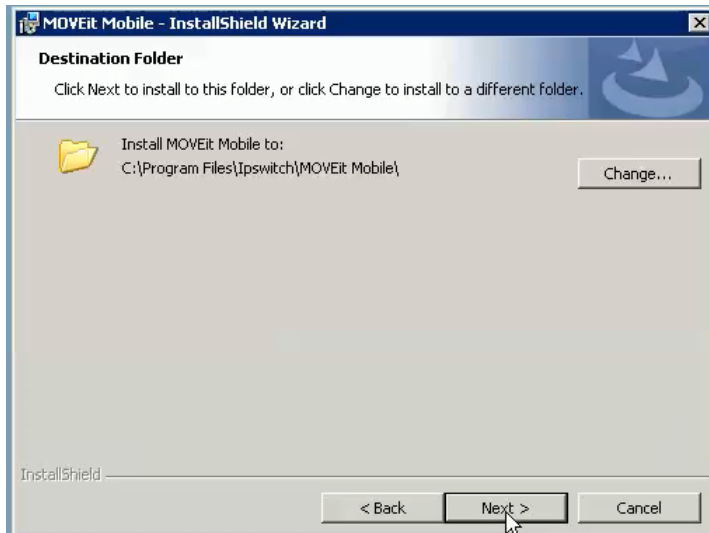 MOVEit Mobile - InstallShield Wizard
Destination Folder
Click Next to install to this folder, or click Change to install to a different folder.
Install MOVEit Mobile to:
C:\Program Files\Ipswitch\MOVEit Mobile\
Change...
InstallShield
< Back
Next >
Cancel